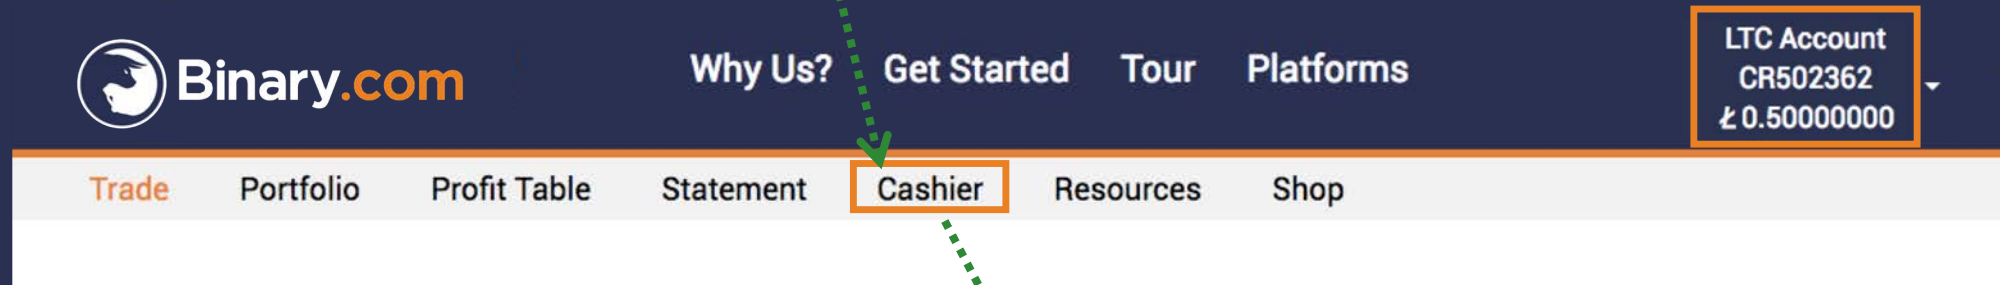 Binary.com
Why Us? Get Started Tour Platforms
LTC Account
CR502362
Ł 0.50000000
Trade Portfolio Profit Table Statement Cashier Resources Shop